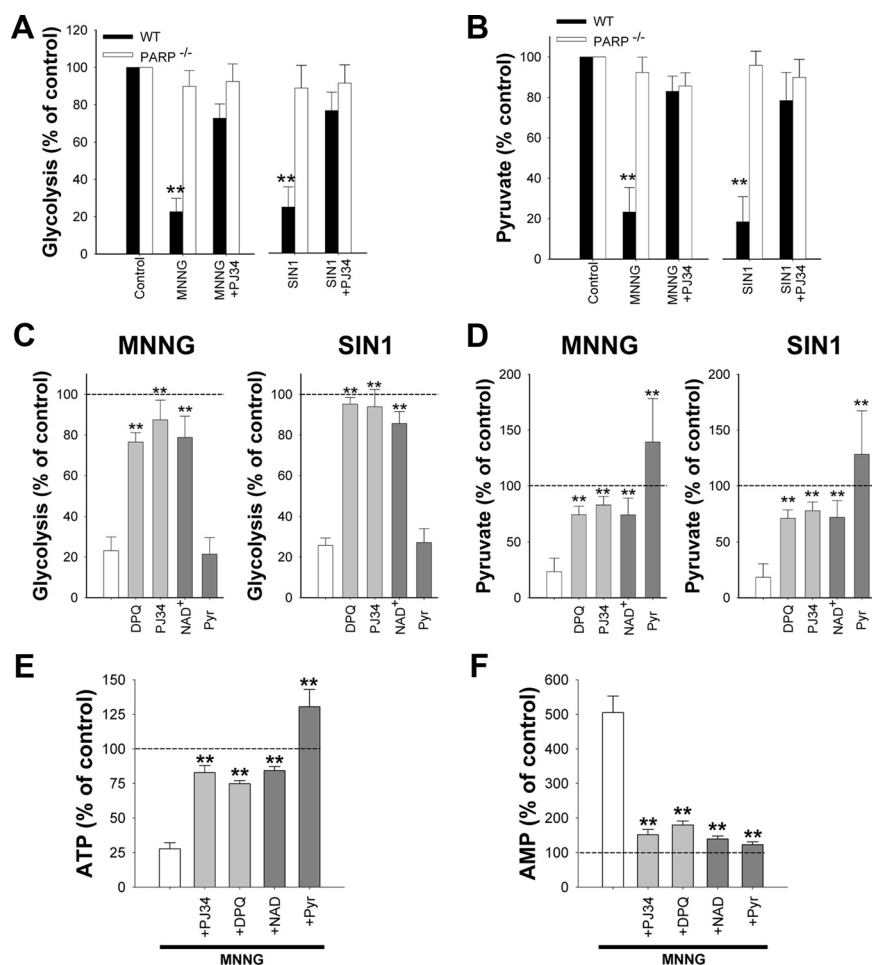 A
WT
PARP -/-
Glycolysis (% of control)
120
100
80
60
40
20
0
**
**
Control
MNNG
MNNG
+PJ34
SIN1
SIN1
+PJ34
B
WT
PARP -/-
Pyruvate (% control)
120
100
80
60
40
20
0
**
**
Control
MNNG
MNNG
+PJ34
SIN1
SIN1
+PJ34
C
MNNG
Glycolysis (% of control)
100
80
60
40
20
0
**
**
**
DPQ
PJ34
NAD+
Pyr
SIN1
Glycolysis (% of control)
100
80
60
40
20
0
**
**
**
DPQ
PJ34
NAD+
Pyr
D
MNNG
Pyruvate (% of control)
200
150
100
50
0
**
**
**
**
DPQ
PJ34
NAD+
Pyr
SIN1
Pyruvate (% of control)
200
150
100
50
0
**
**
**
**
DPQ
PJ34
NAD+
Pyr
E
ATP (% of control)
150
125
100
75
50
25
0
**
**
**
**
+PJ34
+DPQ
+NAD
+Pyr
MNNG
F
AMP (% of control)
600
500
400
300
200
100
0
**
**
**
**
+PJ34
+DPQ
+NAD
+Pyr
MNNG